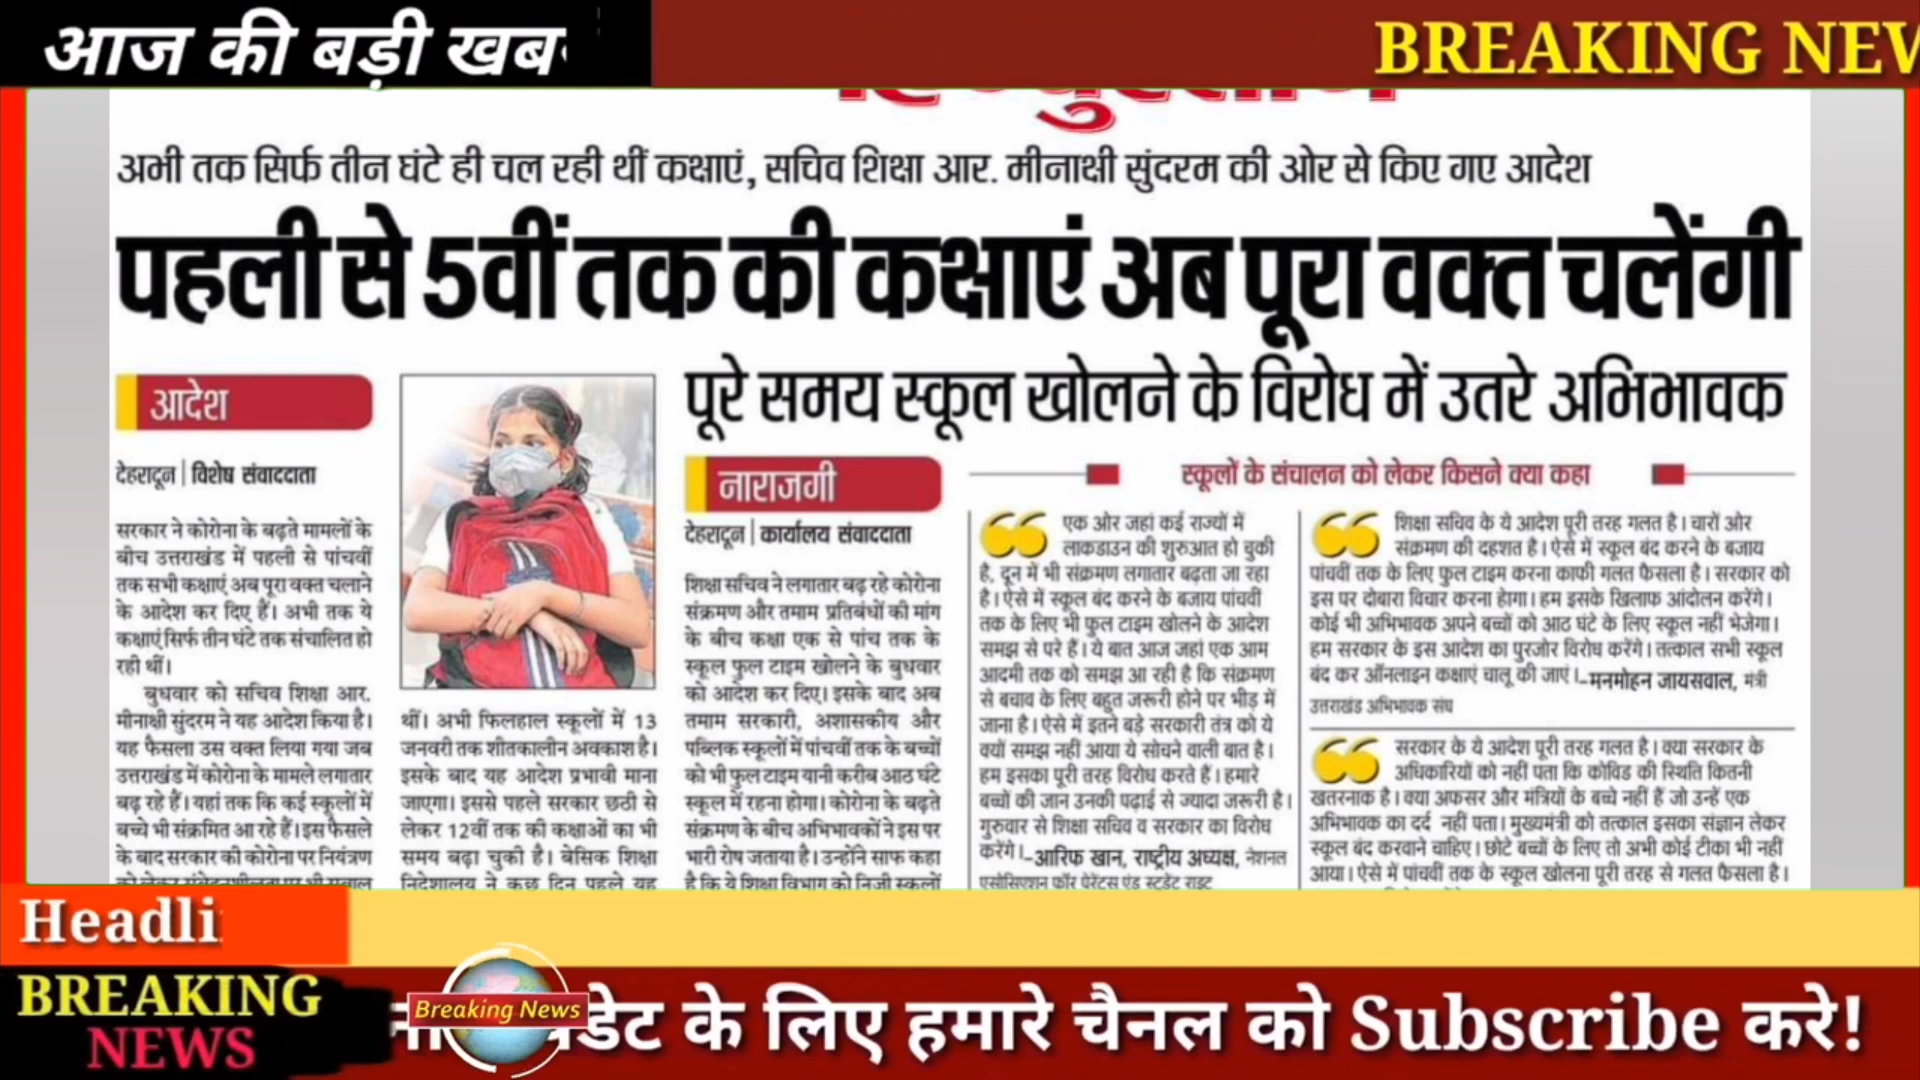 आज की बड़ी
BREAKING
अभी तक सिर्फ तीन घंटे ही चल रही थीं कक्षाएं, सचिव शिक्षा आर. मीनाक्षी सुंदरम की ओर से किए गए आदेश
पहली से 5वीं तक की कक्षाएं अब पूरा वक्त चलेंगी
आदेश
देहरादून | विशेष संवाददाता
सरकार ने कोरोना के बढ़ते मामलों के
बीच उत्तराखंड में पहली से पांचवीं
तक सभी कक्षाएं अब पूरा वक्त चलाने
के आदेश कर दिए हैं। अभी तक ये
कक्षाएं सिर्फ तीन घंटे तक संचालित हो
रही थीं।
बुधवार को सचिव शिक्षा आर.
मीनाक्षी सुंदरम ने यह आदेश किया है।
यह फैसला उस वक्त लिया गया जब
उत्तराखंड में कोरोना के मामले लगातार
बढ़ रहे हैं। यहां तक कि कई स्कूलों में
बच्चे भी संक्रमित आ रहे हैं। इस फैसले
के बाद सरकार की कोरोना पर नियंत्रण
थीं। अभी फिलहाल स्कूलों में 13
जनवरी तक शीतकालीन अवकाश है।
इसके बाद यह आदेश प्रभावी माना
जाएगा। इससे पहले सरकार छठी से
लेकर 12वीं तक की कक्षाओं का भी
समय बढ़ा चुकी है। बेसिक शिक्षा
निदेशालय ने कुछ दिन पहले यह
पूरे समय स्कूल खोलने के विरोध में उतरे अभिभावक
नाराजगी
देहरादून | कार्यालय संवाददाता
शिक्षा सचिव ने लगातार बढ़ रहे कोरोना
संक्रमण और तमाम प्रतिबंधों की मांग
के बीच कक्षा एक से पांच तक के
स्कूल फुल टाइम खोलने के बुधवार
को आदेश कर दिए। इसके बाद अब
तमाम सरकारी, अशासकीय और
पब्लिक स्कूलों में पांचवीं तक के बच्चों
को भी फुल टाइम यानी करीब आठ घंटे
स्कूल में रहना होगा। कोरोना के बढ़ते
संक्रमण के बीच अभिभावकों ने इस पर
भारी रोष जताया है। उन्होंने साफ कहा
है कि ये शिक्षा विभाग को निजी स्कूलों
स्कूलों के संचालन को लेकर किसने क्या कहा
एक ओर जहां कई राज्यों में
लाकडाउन की शुरुआत हो चुकी
है, दून में भी संक्रमण लगातार बढ़ता जा रहा
है। ऐसे में स्कूल बंद करने के बजाय पांचवीं
तक के लिए भी फुल टाइम खोलने के आदेश
समझ से परे हैं। ये बात आज जहां एक आम
आदमी तक को समझ आ रही है कि संक्रमण
से बचाव के लिए बहुत जरूरी होने पर भीड़ में
जाना है। ऐसे में इतने बड़े सरकारी तंत्र को ये
क्यों समझ नहीं आया ये सोचने वाली बात है।
हम इसका पूरी तरह विरोध करते हैं। हमारे
बच्चों की जान उनकी पढ़ाई से ज्यादा जरूरी है।
गुरुवार से शिक्षा सचिव व सरकार का विरोध
करेंगे। -आरिफ खान, राष्ट्रीय अध्यक्ष, नेशनल
एसोसिएशन फॉर पेरेंट्स एंड स्टूडेंट राइट
शिक्षा सचिव के ये आदेश पूरी तरह गलत है। चारों ओर
संक्रमण की दहशत है। ऐसे में स्कूल बंद करने के बजाय
पांचवीं तक के लिए फुल टाइम करना काफी गलत फैसला है। सरकार को
इस पर दोबारा विचार करना होगा। हम इसके खिलाफ आंदोलन करेंगे।
कोई भी अभिभावक अपने बच्चों को आठ घंटे के लिए स्कूल नहीं भेजेगा।
हम सरकार के इस आदेश का पुरजोर विरोध करेंगे। तत्काल सभी स्कूल
बंद कर ऑनलाइन कक्षाएं चालू की जाएं। -मनमोहन जायसवाल, मंत्री
उत्तराखंड अभिभावक संघ
सरकार के ये आदेश पूरी तरह गलत है। क्या सरकार के
अधिकारियों को नहीं पता कि कोविड की स्थिति कितनी
खतरनाक है। क्या अफसर और मंत्रियों के बच्चे नहीं हैं जो उन्हें एक
अभिभावक का दर्द नहीं पता। मुख्यमंत्री को तत्काल इसका संज्ञान लेकर
स्कूल बंद करवाने चाहिए। छोटे बच्चों के लिए तो अभी कोई टीका भी नहीं
आया। ऐसे में पांचवीं तक के स्कूल खोलना पूरी तरह से गलत फैसला है।
Headli
BREAKING
NEWS
Breaking News
के लिए हमारे चैनल को Subscribe करे!